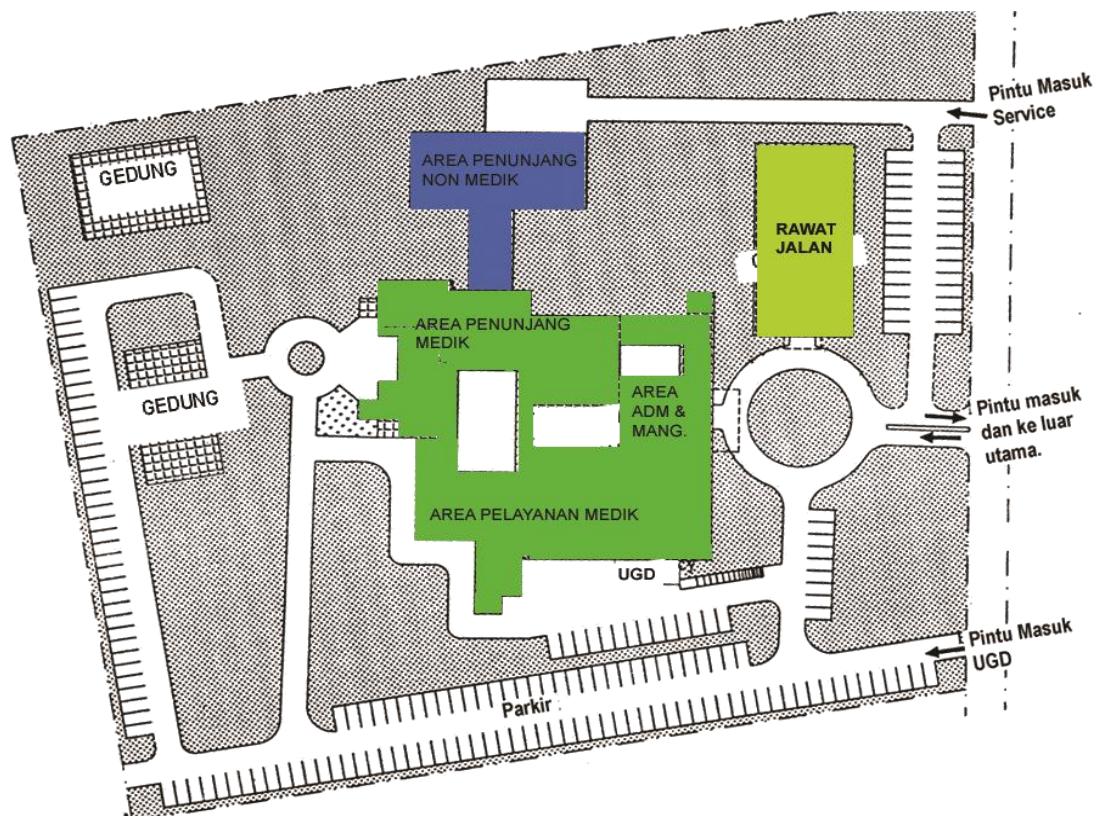 Pintu Masuk
Service
GEDUNG
AREA PENUNJANG
NON MEDIK
RAWAT
JALAN
AREA PENUNJANG
MEDIK
GEDUNG
AREA
ADM &
MANG.
Pintu masuk
dan ke luar
utama.
AREA PELAYANAN MEDIK
UGD
Pintu Masuk
UGD
Parkir